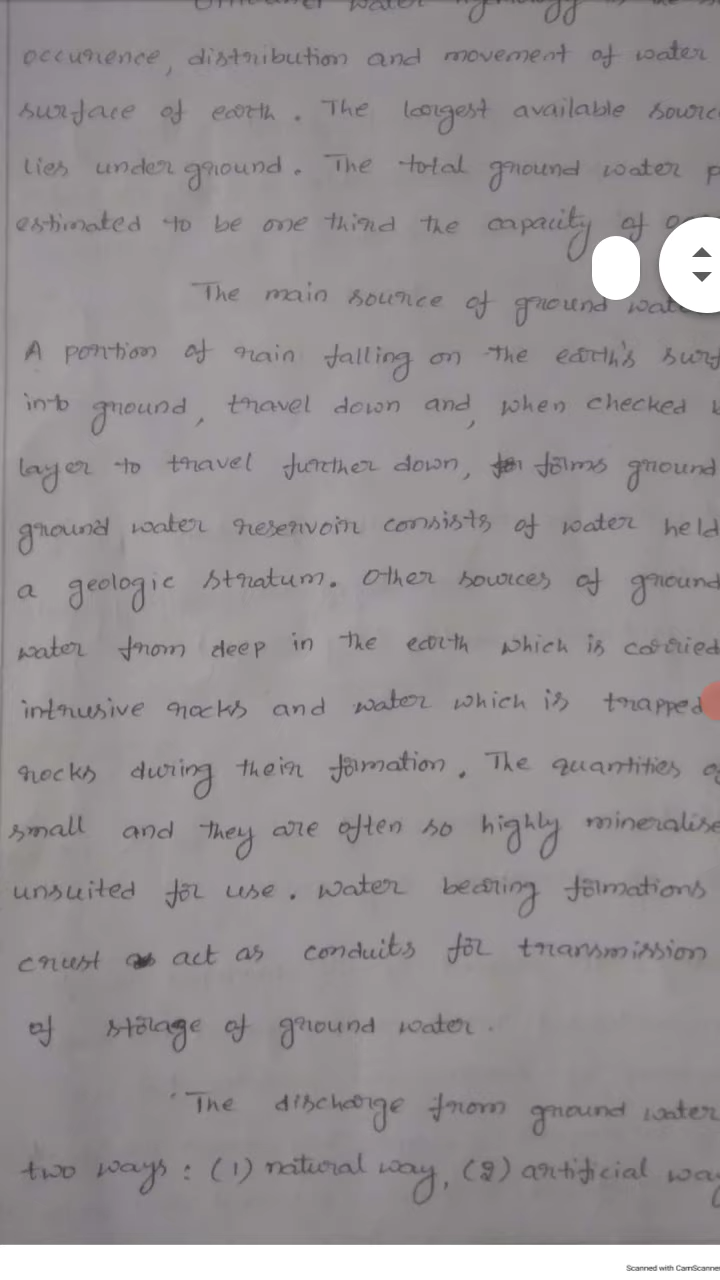 water
occurence, distribution and movement of water
surface of earth. The largest available
lies under ground. The total ground water
estimated to be one third the capacity of
The main source of ground
A portion of rain falling on the earth's
into ground, travel down and, when checked
layer to travel further down, forms ground
ground water reservoir consists of water held
a geologic stratum. Other sources of ground
water from deep in the earth which is carried
intrusive rocks and water which is trapped
rocks during their formation. The quantities
small and they are often so highly mineralise
unsuited for use. water bearing formations
crust act as conduits for transmission
of storage of ground water.
The discharge from ground water
two ways : (1) natural way, (2) artificial way
Scanned with CamScanner